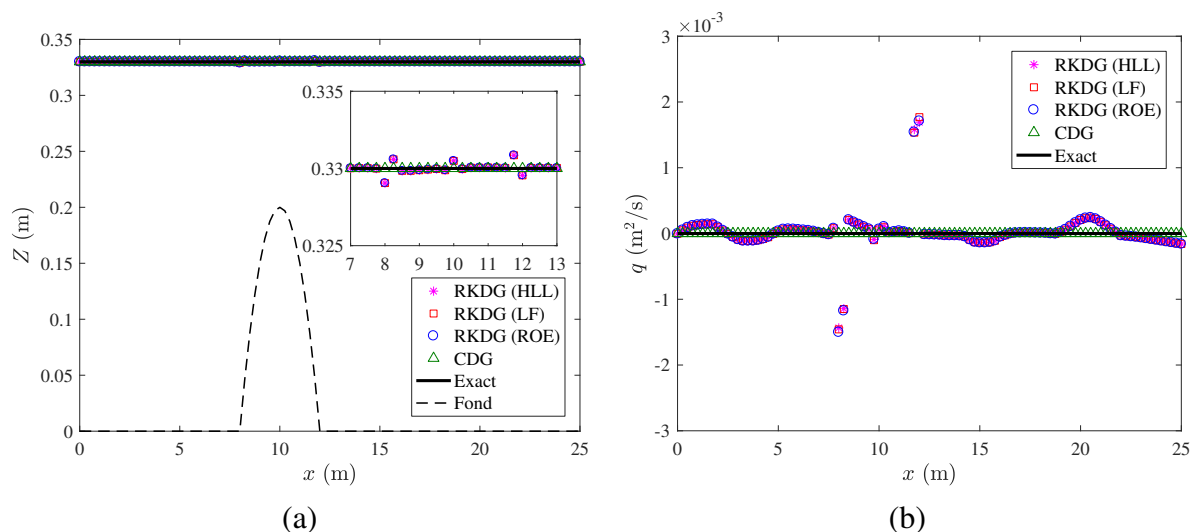 0.35
0.3
0.25
0.2
0.15
0.1
0.05
0
Z (m)
0 5 10 15 20 25
x (m)
0.335
0.330
0.325
7 8 9 10 11 12 13
RKDG (HLL)
RKDG (LF)
RKDG (ROE)
CDG
Exact
Fond
(a)
×10⁻³
3
2
1
0
-1
-2
-3
q (m²/s)
0 5 10 15 20 25
x (m)
RKDG (HLL)
RKDG (LF)
RKDG (ROE)
CDG
Exact
(b)